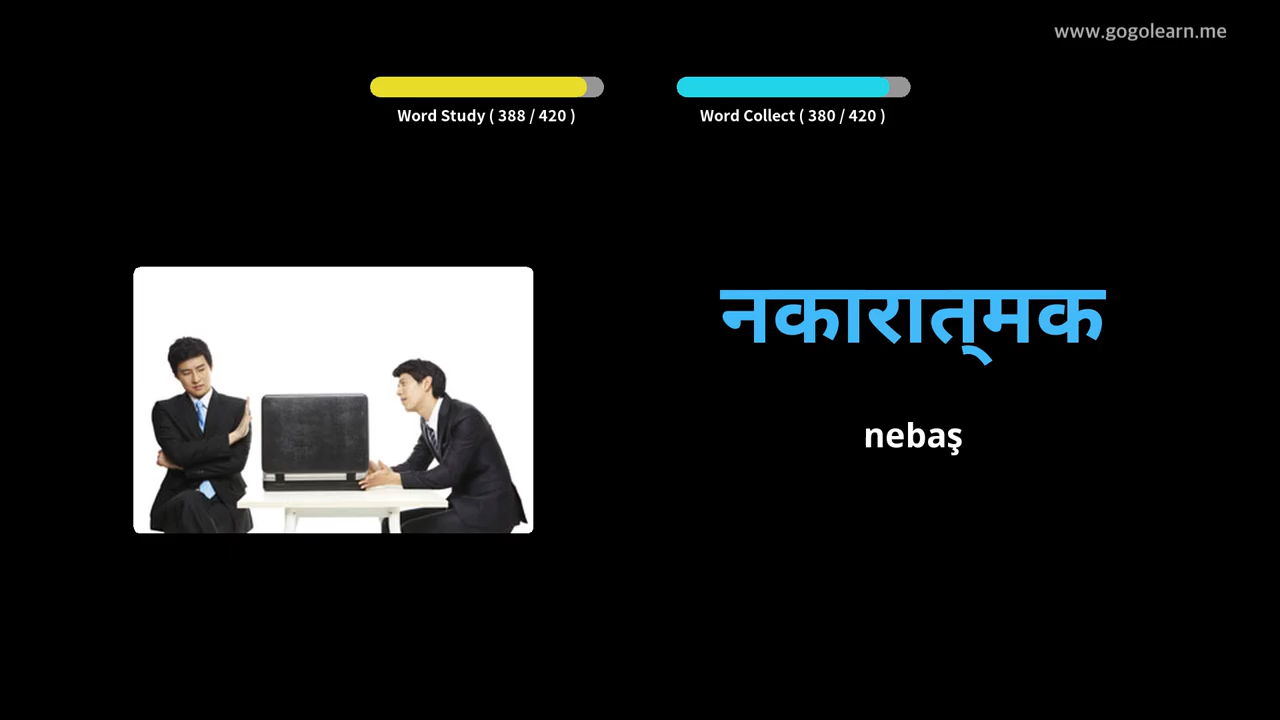 www.gogolearn.me
Word Study ( 388 / 420 )
Word Collect ( 380 / 420 )
नकारात्‌मक
nebaş